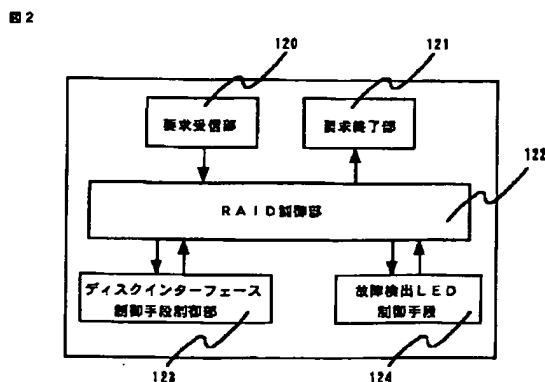 図2
120
121
要求受信部
要求終了部
122
RAID制御部
ディスクインターフェース
制御手段制御部
故障検出LED
制御手段
123
124